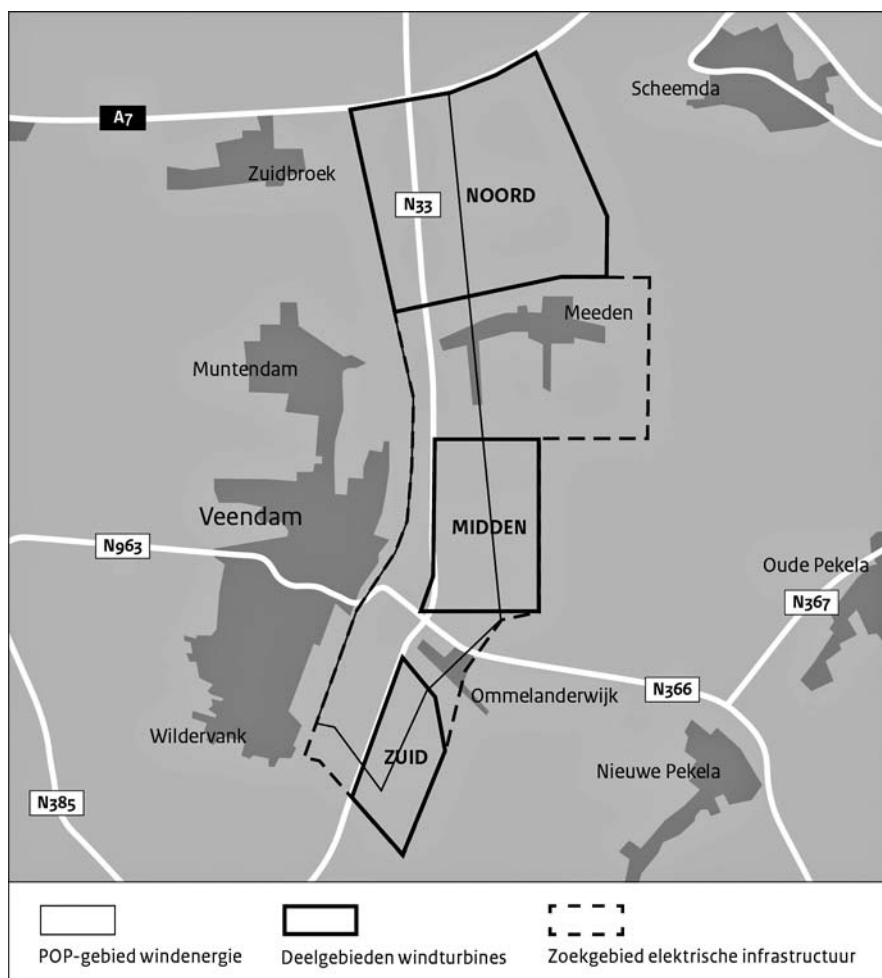 Scheemda
A7
Zuidbroek
N33
NOORD
Meeden
Muntendam
Veendam
MIDDEN
N963
Oude Pekela
N367
Ommelanderwijk
N366
Wildervank
ZUID
Nieuwe Pekela
N385
POP-gebied windenergie
Deelgebieden windturbines
Zoekgebied elektrische infrastructuur